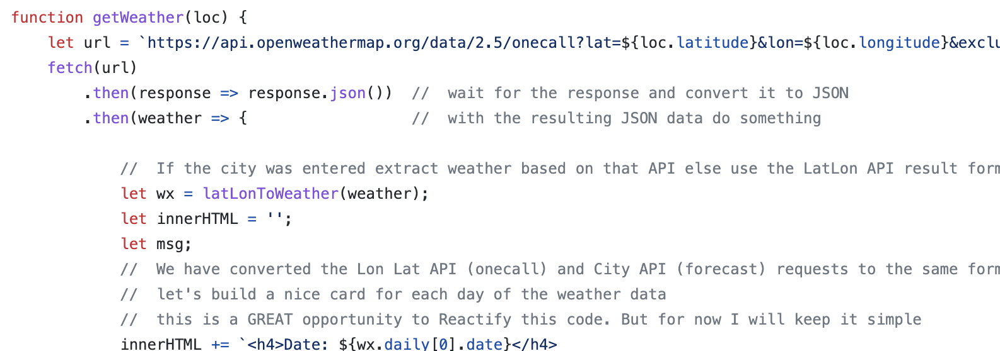 function getWeather(loc) {
let url = `https://api.openweathermap.org/data/2.5/onecall?lat=${loc.latitude}&lon=${loc.longitude}&exclu
fetch(url)
.then(response => response.json())  //  wait for the response and convert it to JSON
.then(weather => {                  //  with the resulting JSON data do something
//  If the city was entered extract weather based on that API else use the LatLon API result form
let wx = latLonToWeather(weather);
let innerHTML = '';
let msg;
//  We have converted the Lon Lat API (onecall) and City API (forecast) requests to the same form
//  let's build a nice card for each day of the weather data
//  this is a GREAT opportunity to Reactify this code. But for now I will keep it simple
innerHTML += `<h4>Date: ${wx.daily[0].date}</h4>